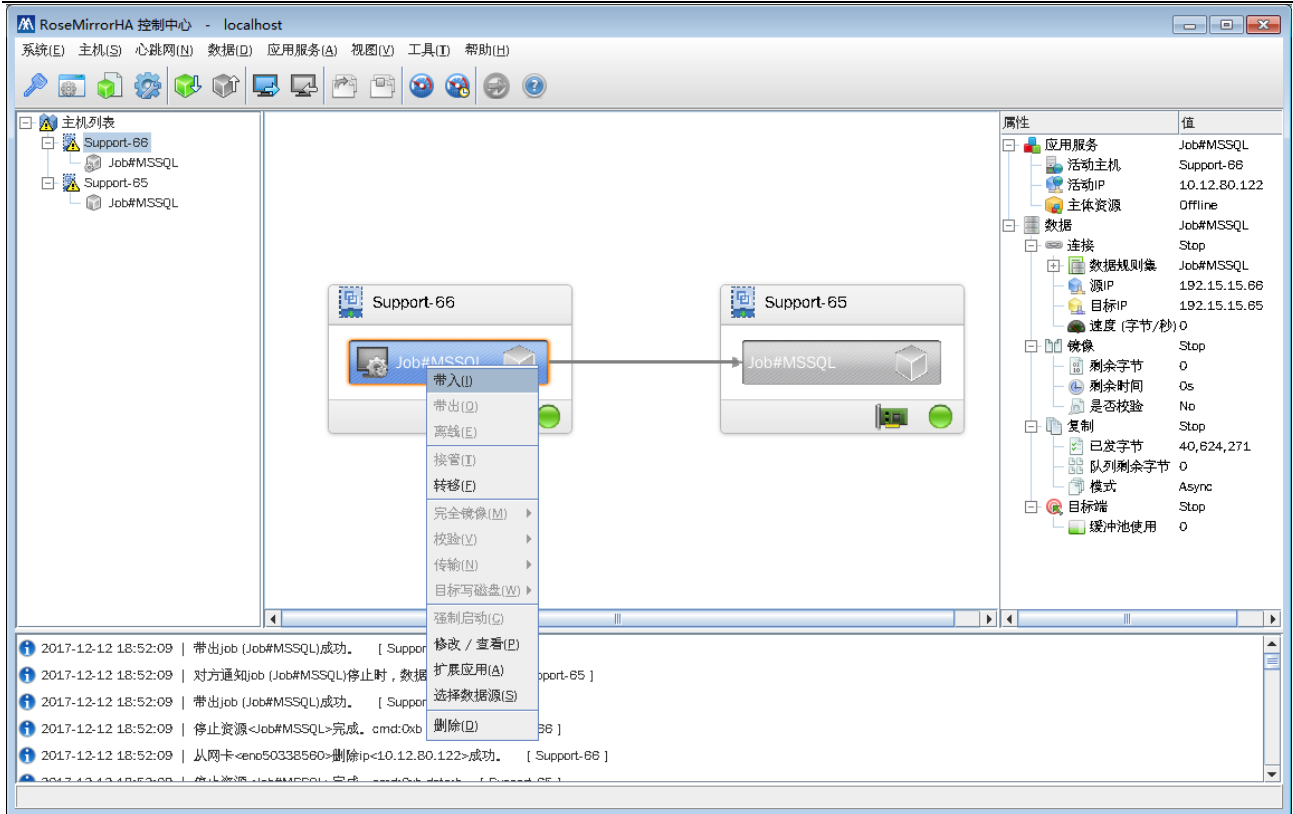 RoseMirrorHA 控制中心 - localhost
系统(E) 主机(S) 心跳网(N) 数据(D) 应用服务(A) 视图(V) 工具(T) 帮助(H)
主机列表
Support-66
Job#MSSQL
Support-65
Job#MSSQL
Support-66
Job#MSSQL
Support-65
Job#MSSQL
带入(I)
带出(O)
离线(E)
接管(T)
转移(F)
完全镜像(M)
校验(V)
传输(N)
目标写磁盘(W)
强制启动(C)
修改 / 查看(P)
扩展应用(A)
选择数据源(S)
删除(D)
属性 值
应用服务 Job#MSSQL
活动主机 Support-66
活动IP 10.12.80.122
主体资源 Offline
数据 Job#MSSQL
连接 Stop
数据规则集 Job#MSSQL
源IP 192.15.15.66
目标IP 192.15.15.65
速度 (字节/秒) 0
镜像 Stop
剩余字节 0
剩余时间 0s
是否校验 No
复制 Stop
已发字节 40,624,271
队列剩余字节 0
模式 Async
目标端 Stop
缓冲池使用 0
2017-12-12 18:52:09 | 带出job (Job#MSSQL)成功。 [ Suppor
2017-12-12 18:52:09 | 对方通知job (Job#MSSQL)停止时，数据 pport-65 ]
2017-12-12 18:52:09 | 带出job (Job#MSSQL)成功。 [ Suppor
2017-12-12 18:52:09 | 停止资源<Job#MSSQL>完成。cmd:0xb 66 ]
2017-12-12 18:52:09 | 从网卡<eno50338560>删除ip<10.12.80.122>成功。 [ Support-66 ]